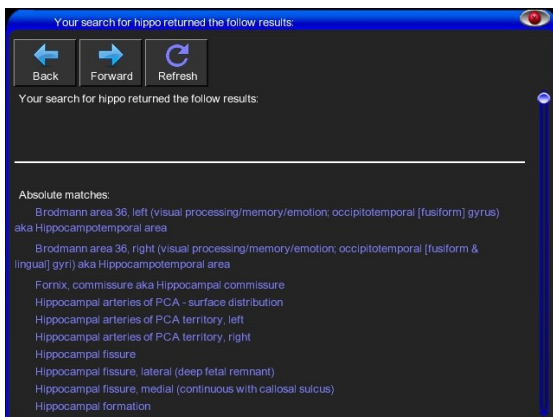 Your search for hippo returned the follow results:
Back
Forward
Refresh
Your search for hippo returned the follow results:
Absolute matches:
Brodmann area 36, left (visual processing/memory/emotion; occipitotemporal [fusiform] gyrus)
aka Hippocampotemporal area
Brodmann area 36, right (visual processing/memory/emotion; occipitotemporal [fusiform &
lingual] gyri) aka Hippocampotemporal area
Fornix, commissure aka Hippocampal commissure
Hippocampal arteries of PCA - surface distribution
Hippocampal arteries of PCA territory, left
Hippocampal arteries of PCA territory, right
Hippocampal fissure
Hippocampal fissure, lateral (deep fetal remnant)
Hippocampal fissure, medial (continuous with callosal sulcus)
Hippocampal formation